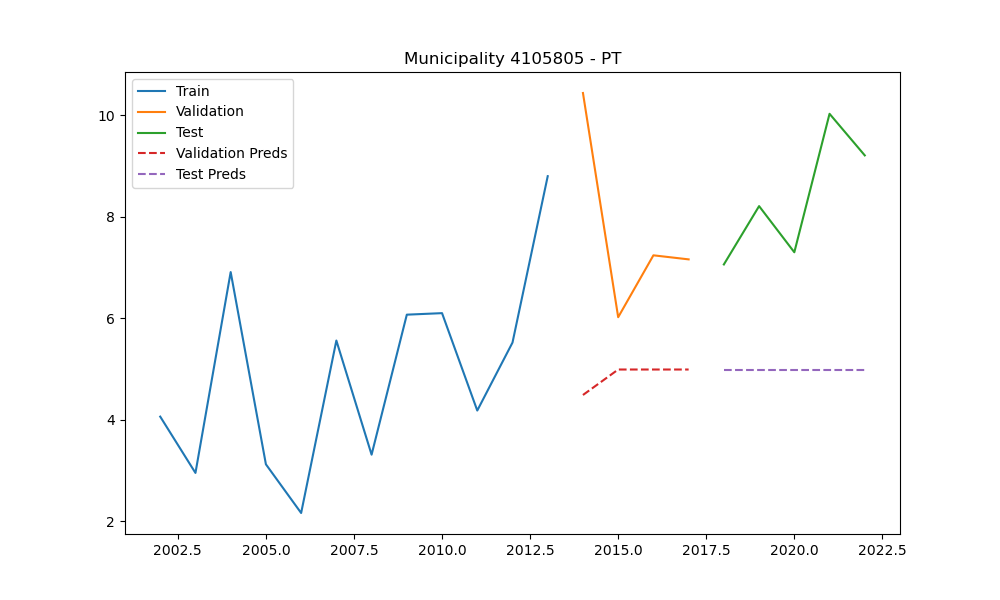 Municipality 4105805 - PT
Train
Validation
Test
Validation Preds
Test Preds
10
8
6
4
2
2002.5 2005.0 2007.5 2010.0 2012.5 2015.0 2017.5 2020.0 2022.5